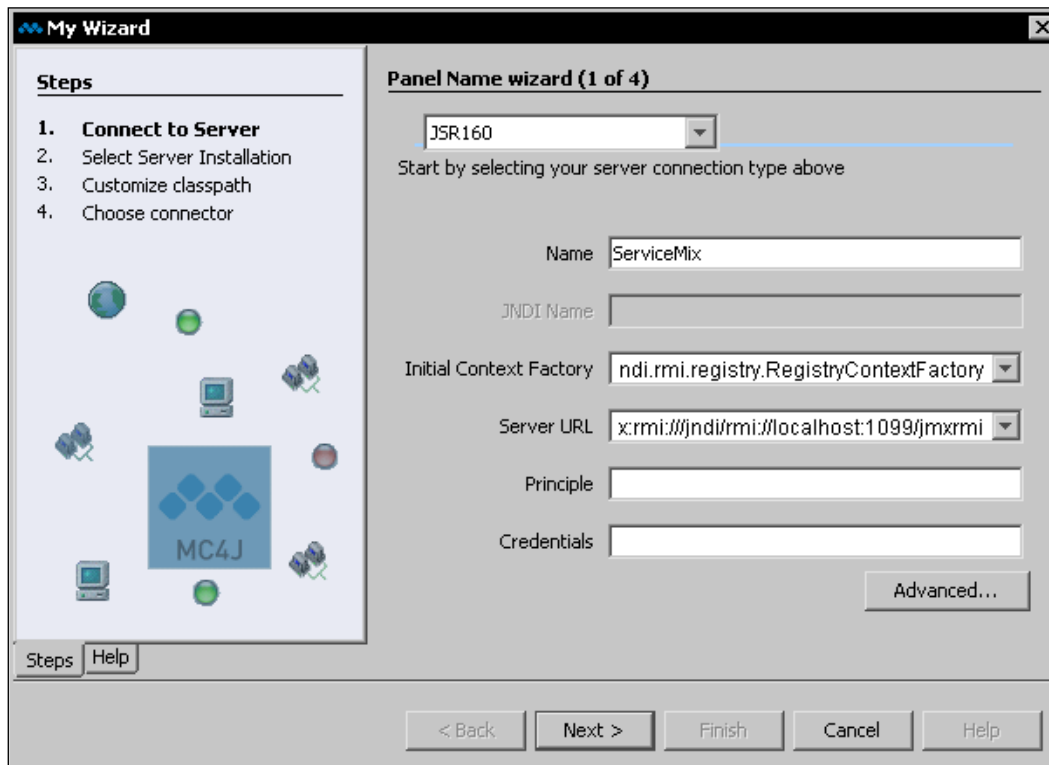 My Wizard
Steps
1. Connect to Server
2. Select Server Installation
3. Customize classpath
4. Choose connector
MC4J
Steps
Help
Panel Name wizard (1 of 4)
JSR160
Start by selecting your server connection type above
Name
ServiceMix
JNDI Name
Initial Context Factory
ndi.rmi.registry.RegistryContextFactory
Server URL
x:rmi:///jndi/rmi://localhost:1099/jmxrmi
Principle
Credentials
Advanced...
< Back
Next >
Finish
Cancel
Help